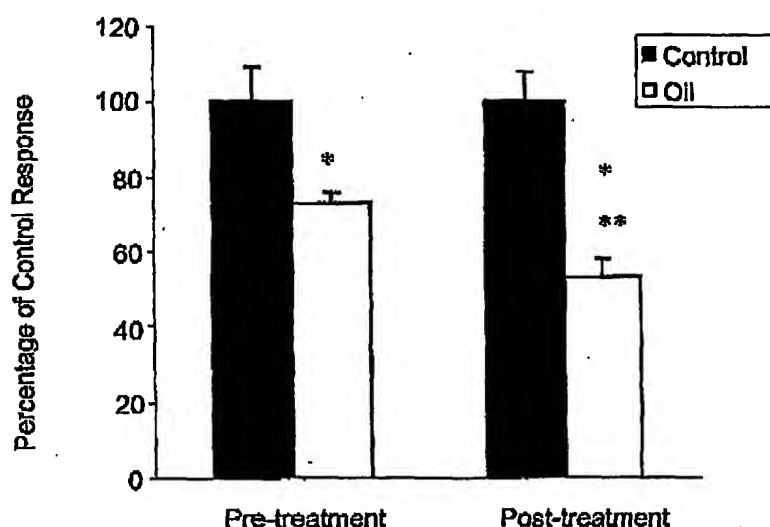 Percentage of Control Response
120
100
80
60
40
20
0
Control
Oil
*
*
**
Pre-treatment
Post-treatment